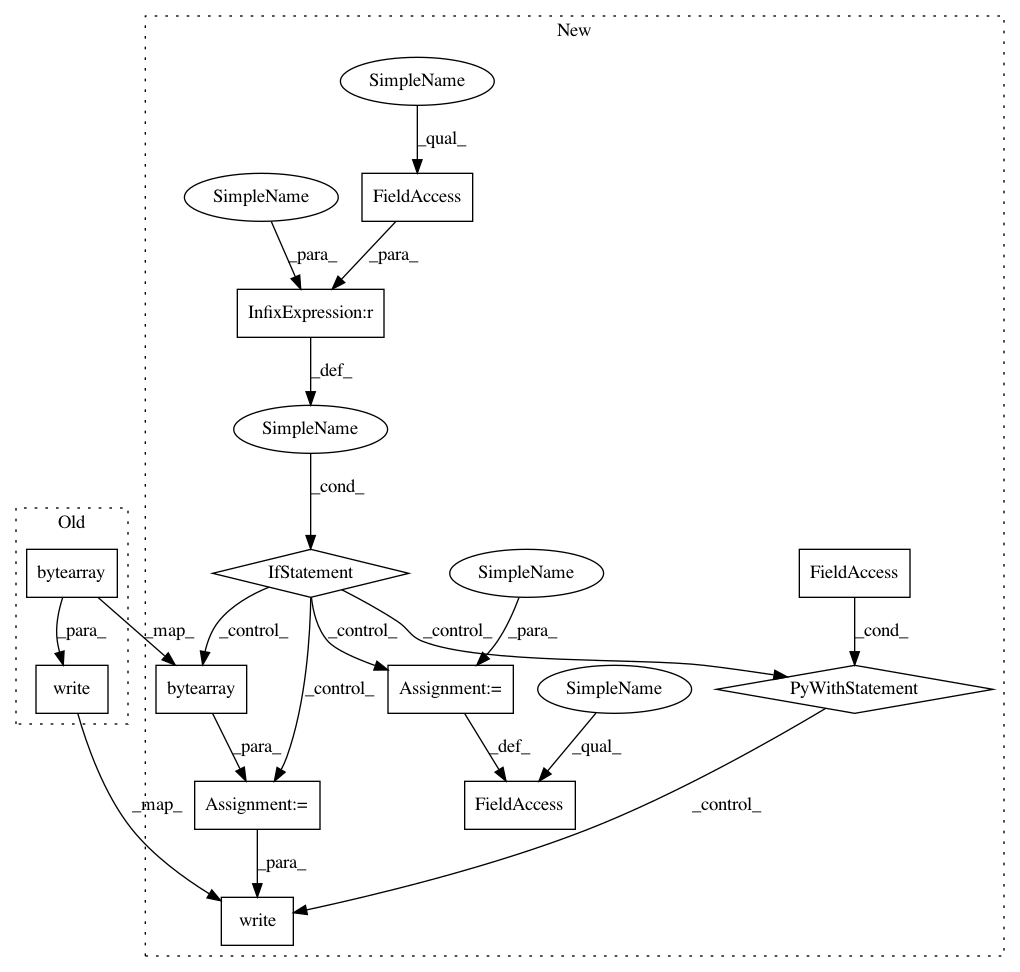 New
SimpleName
_qual_
SimpleName
FieldAccess
_para_
_para_
InfixExpression:r
_def_
SimpleName
_cond_
Old
bytearray
IfStatement
SimpleName
FieldAccess
_para_
_map_
_control_
_control_
_control_
_para_
_cond_
write
bytearray
_control_
Assignment:=
SimpleName
PyWithStatement
_para_
_def_
_qual_
_map_
Assignment:=
FieldAccess
_control_
_para_
write